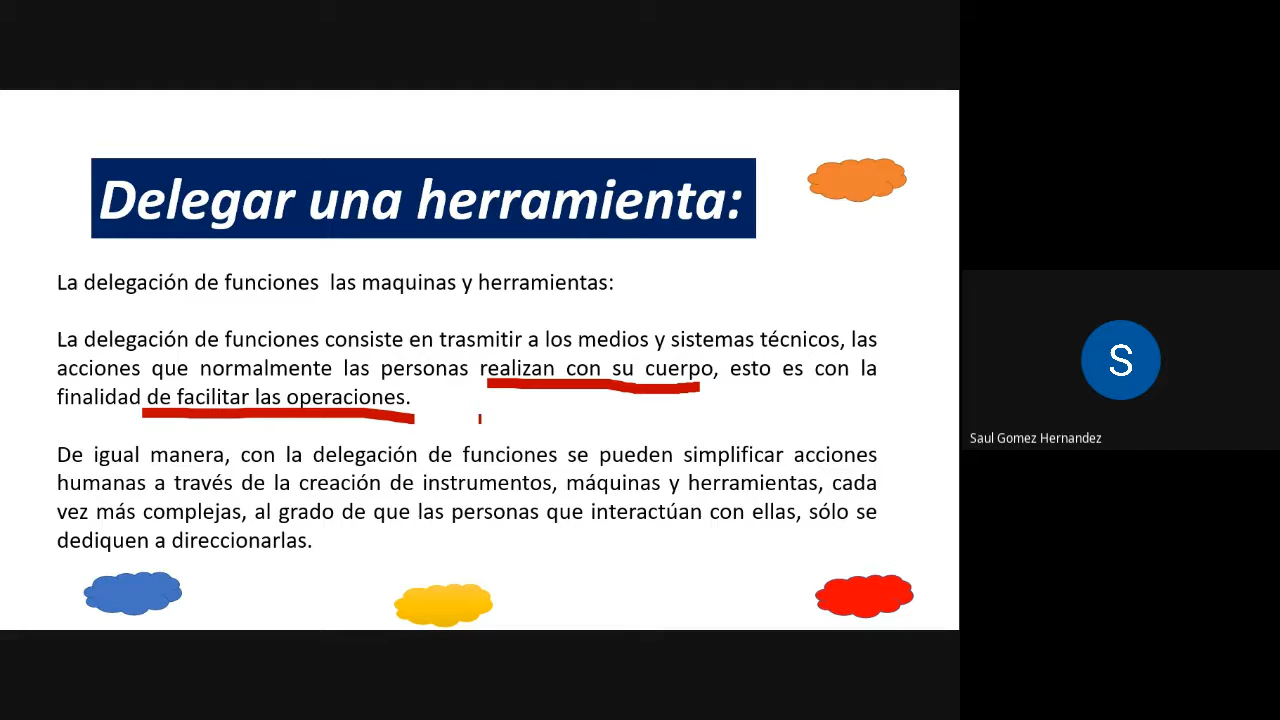 Delegar una herramienta:
La delegación de funciones  las maquinas y herramientas:
La delegación de funciones consiste en trasmitir a los medios y sistemas técnicos, las
acciones que normalmente las personas realizan con su cuerpo, esto es con la
finalidad de facilitar las operaciones.
De igual manera, con la delegación de funciones se pueden simplificar acciones
humanas a través de la creación de instrumentos, máquinas y herramientas, cada
vez más complejas, al grado de que las personas que interactúan con ellas, sólo se
dediquen a direccionarlas.
S
Saul Gomez Hernandez